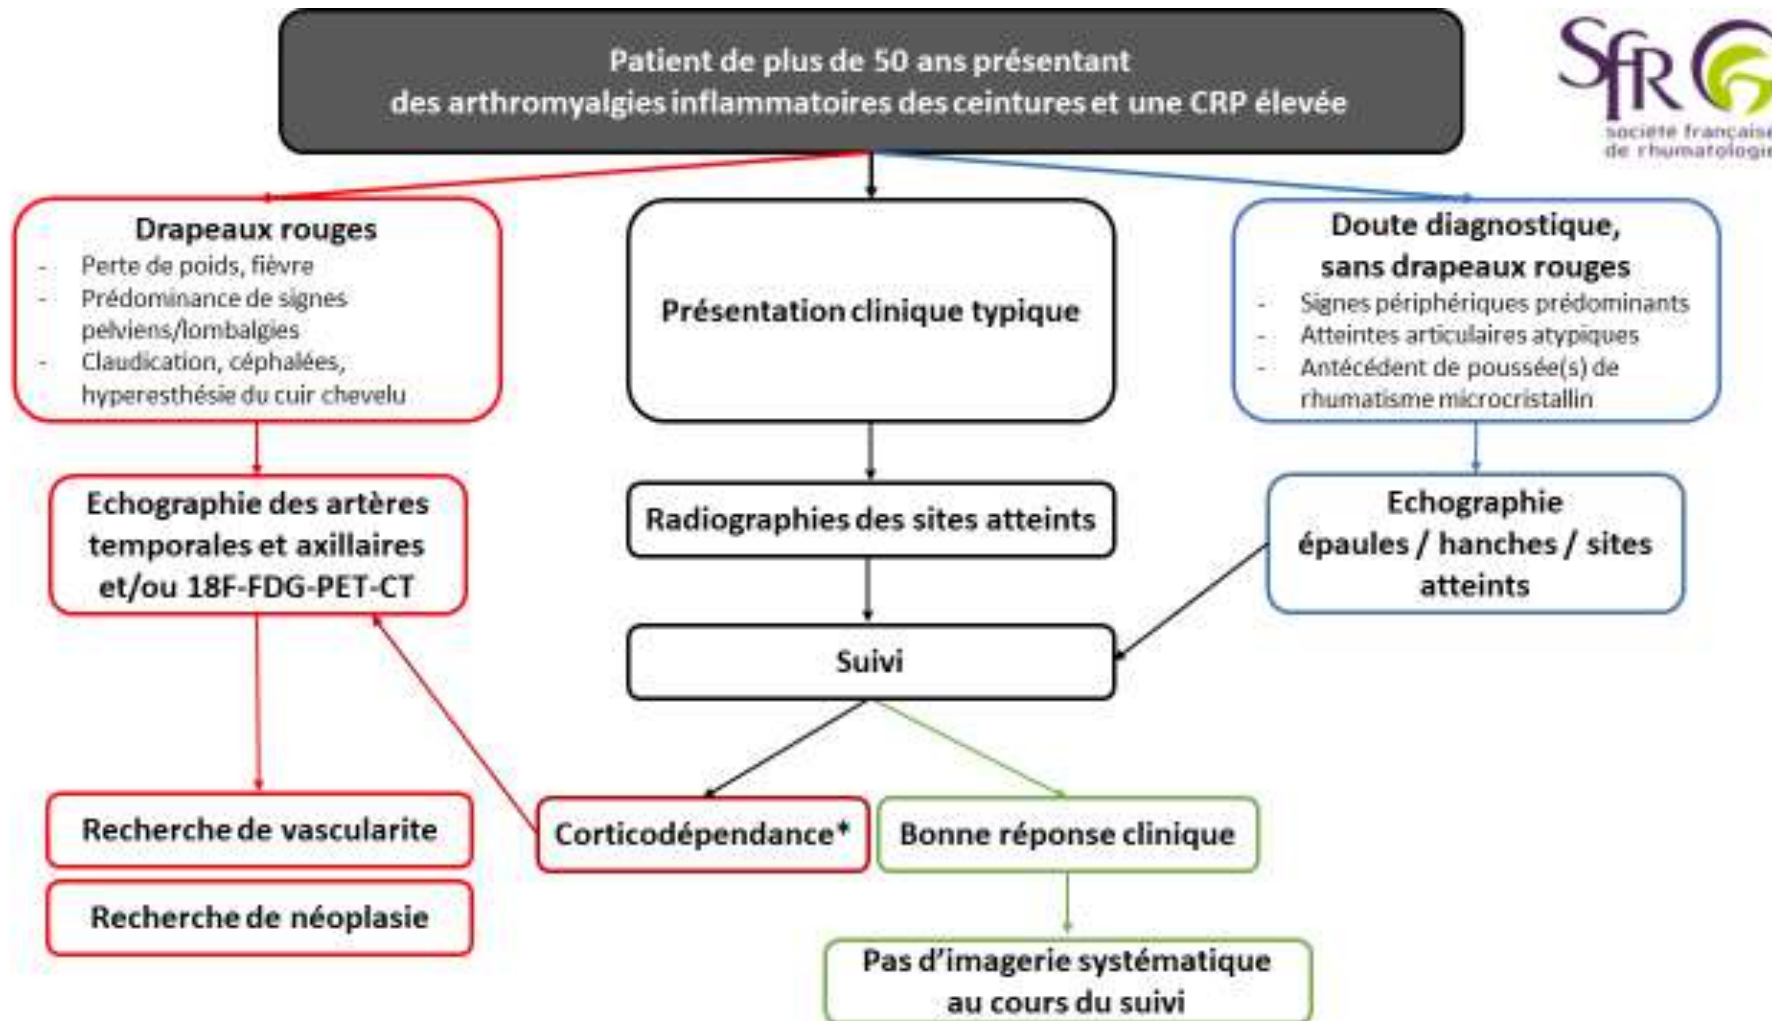 Patient de plus de 50 ans présentant
des arthromyalgies inflammatoires des ceintures et une CRP élevée
SfR
société française
de rhumatologie
Drapeaux rouges
- Perte de poids, fièvre
- Prédominance de signes
pelviens/lombalgies
- Claudication, céphalées,
hyperesthésie du cuir chevelu
Présentation clinique typique
Doute diagnostique,
sans drapeaux rouges
- Signes périphériques prédominants
- Atteintes articulaires atypiques
- Antécédent de poussée(s) de
rhumatisme microcristallin
Echographie des artères
temporales et axillaires
et/ou 18F-FDG-PET-CT
Radiographies des sites atteints
Echographie
épaules / hanches / sites
atteints
Suivi
Recherche de vascularite
Corticodépendance*
Bonne réponse clinique
Recherche de néoplasie
Pas d'imagerie systématique
au cours du suivi